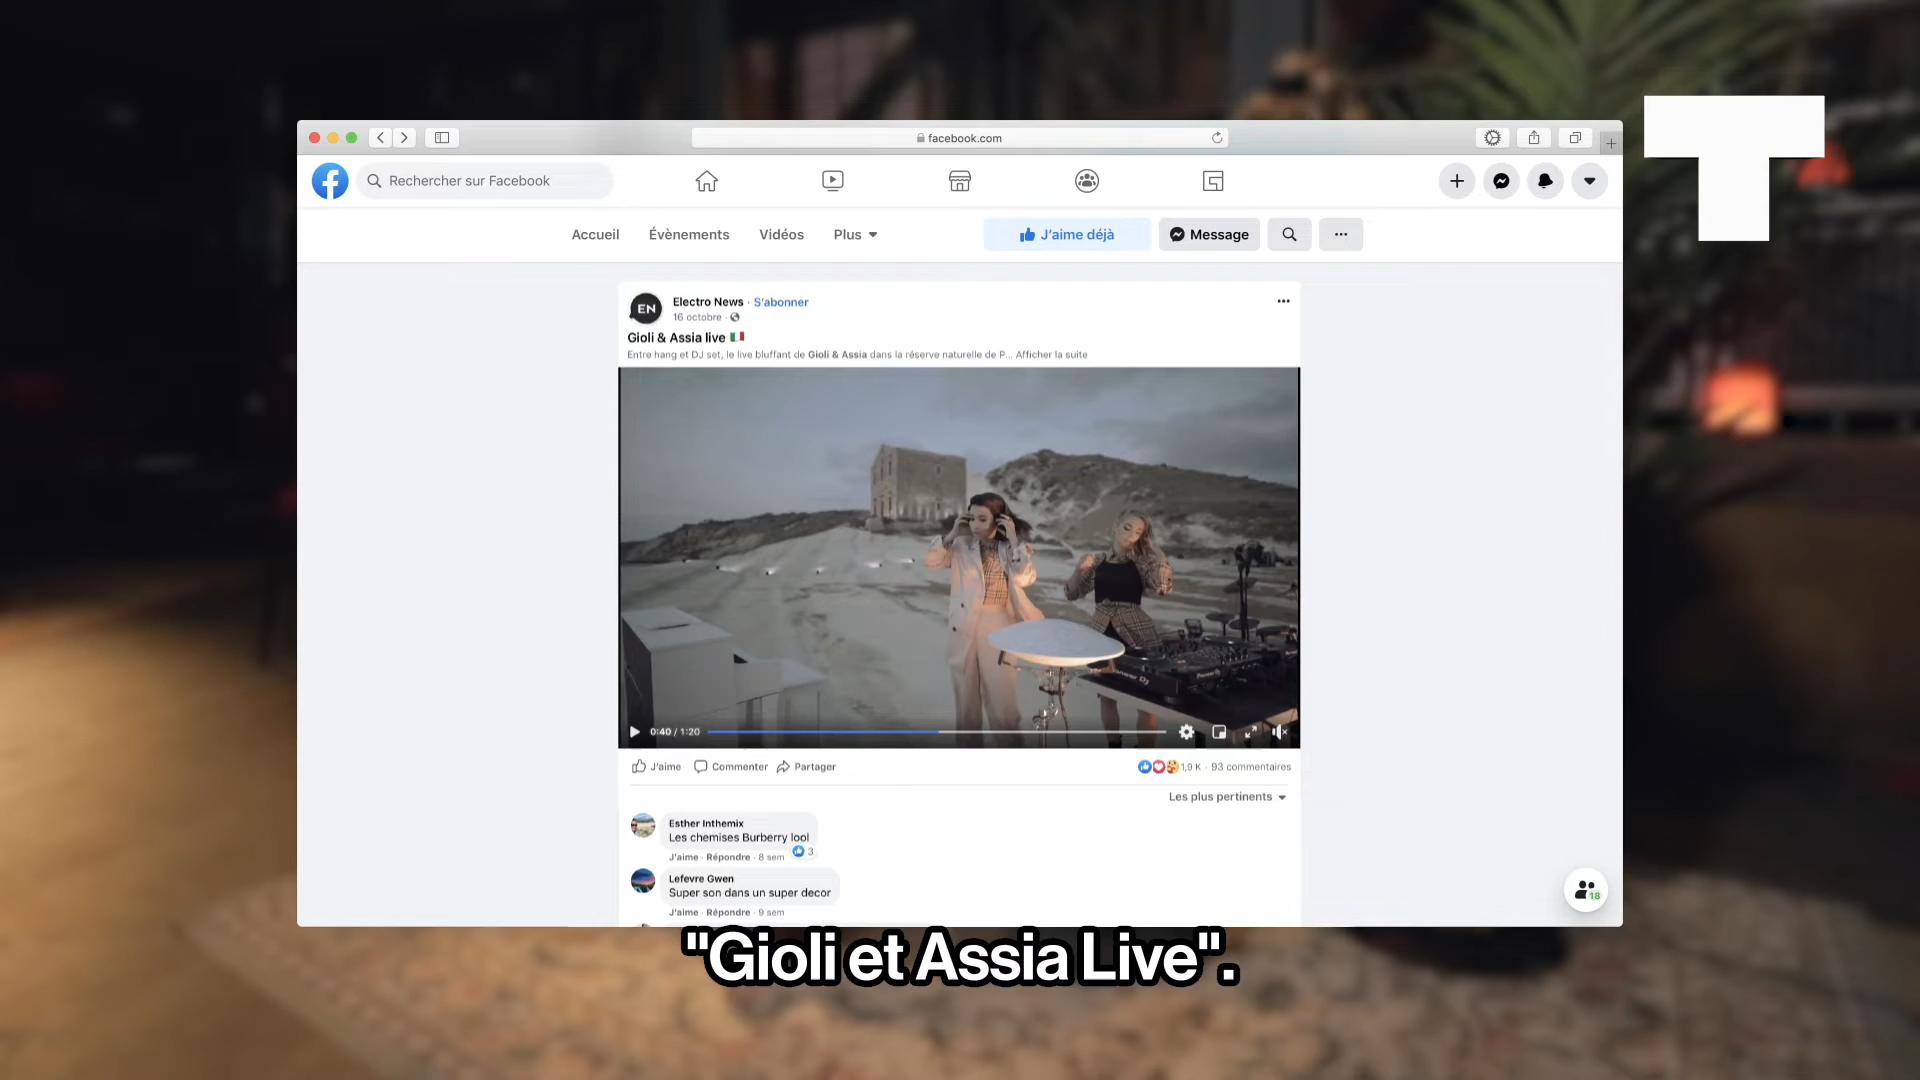 facebook.com
Rechercher sur Facebook
Accueil Évènements Vidéos Plus J'aime déjà Message
EN Electro News · S'abonner
16 octobre
Gioli & Assia live
Entre hang et DJ set, le live bluffant de Gioli & Assia dans la réserve naturelle de P... Afficher la suite
Pioneer DJ
0:40 / 1:20
J'aime Commenter Partager 1,9 K · 93 commentaires
Les plus pertinents
Esther Inthemix
Les chemises Burberry lool
J'aime · Répondre · 8 sem 3
Lefevre Gwen
Super son dans un super decor
J'aime · Répondre · 9 sem
18
"Gioli et Assia Live".
T